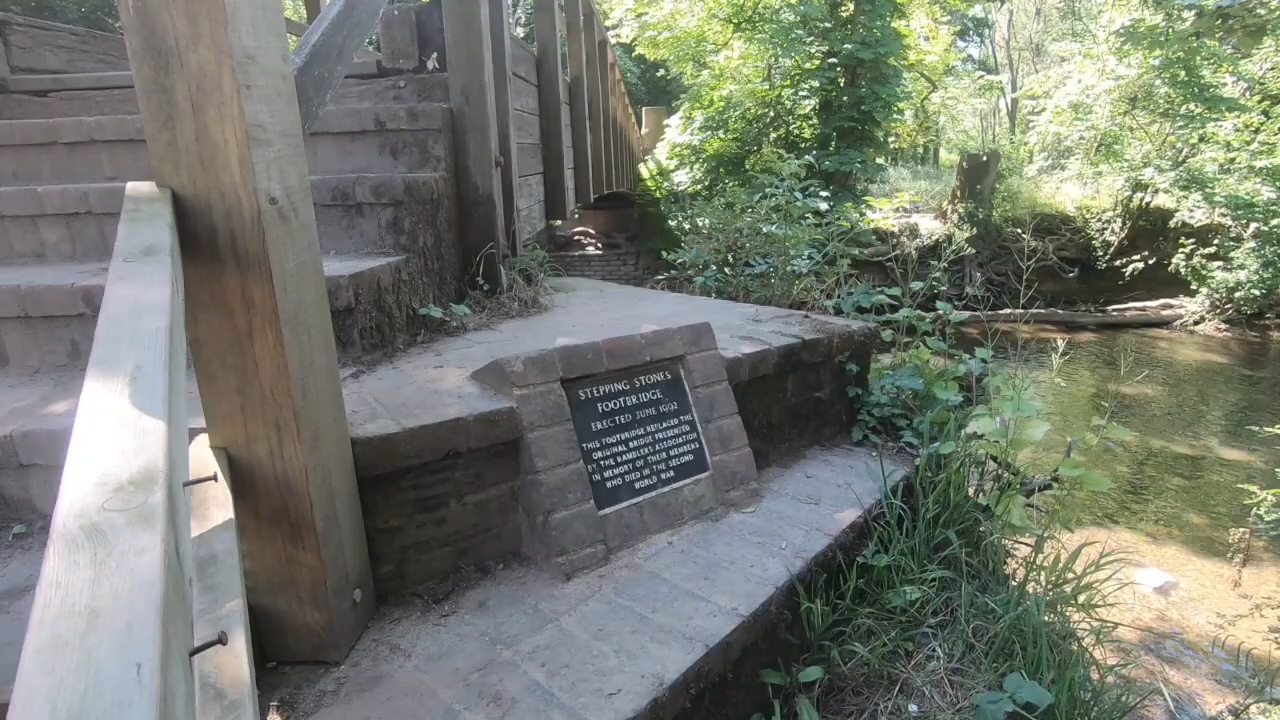 STEPPING STONES
FOOTBRIDGE
ERECTED JUNE 1992
THIS FOOTBRIDGE REPLACED THE
ORIGINAL BRIDGE PRESENTED
BY THE RAMBLERS ASSOCIATION
IN MEMORY OF THEIR MEMBERS
WHO DIED IN THE SECOND
WORLD WAR